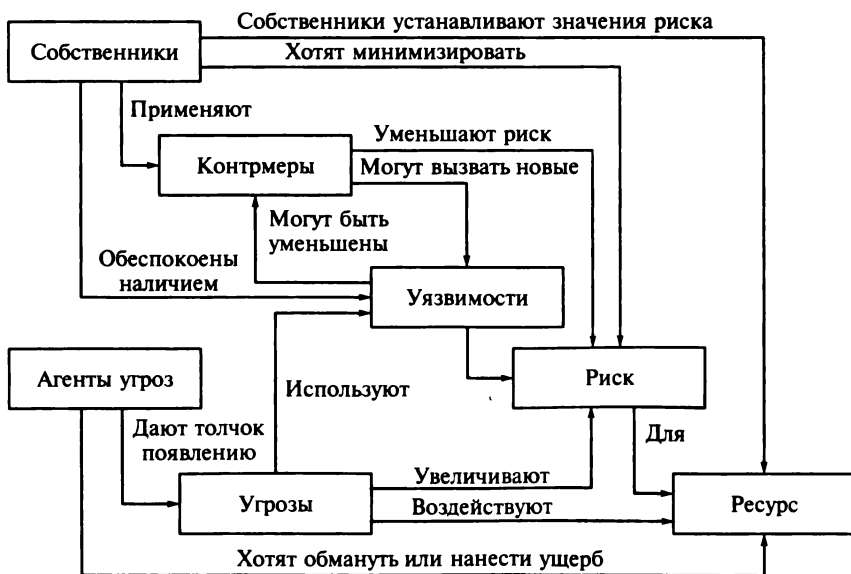 Собственники устанавливают значения риска
Собственники
Хотят минимизировать
Применяют
Уменьшают риск
Контрмеры
Могут вызвать новые
Могут быть
уменьшены
Обеспокоены
наличием
Уязвимости
Агенты угроз
Используют
Риск
Дают толчок
появлению
Для
Увеличивают
Угрозы
Воздействуют
Ресурс
Хотят обмануть или нанести ущерб